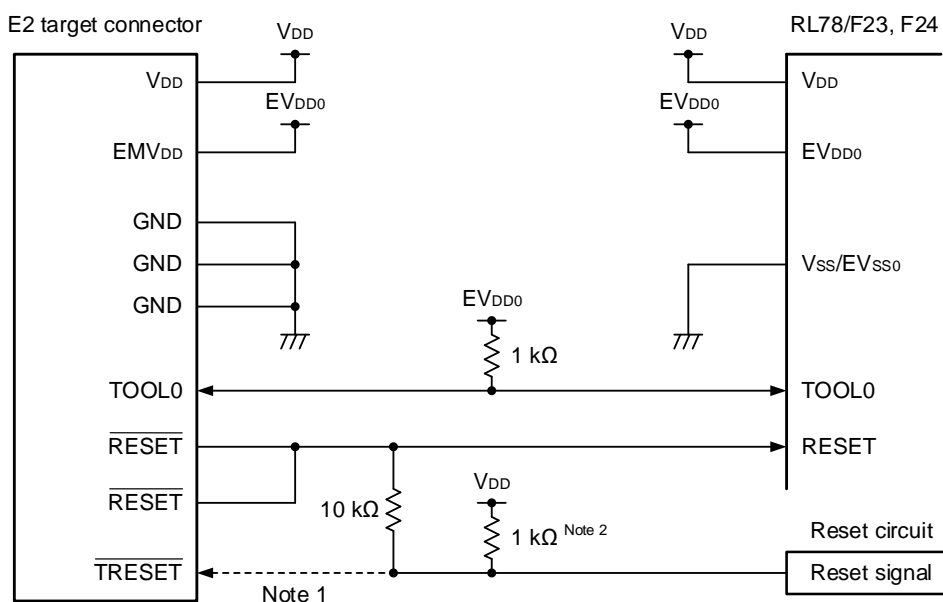 E2 target connector
RL78/F23, F24
VDD
VDD
VDD
VDD
EVDD0
EVDD0
EMVDD
EVDD0
GND
GND
GND
VSS/EVSS0
EVDD0
1 kΩ
TOOL0
TOOL0
RESET
RESET
RESET
10 kΩ
VDD
1 kΩ Note 2
Reset circuit
TRESET
Note 1
Reset signal